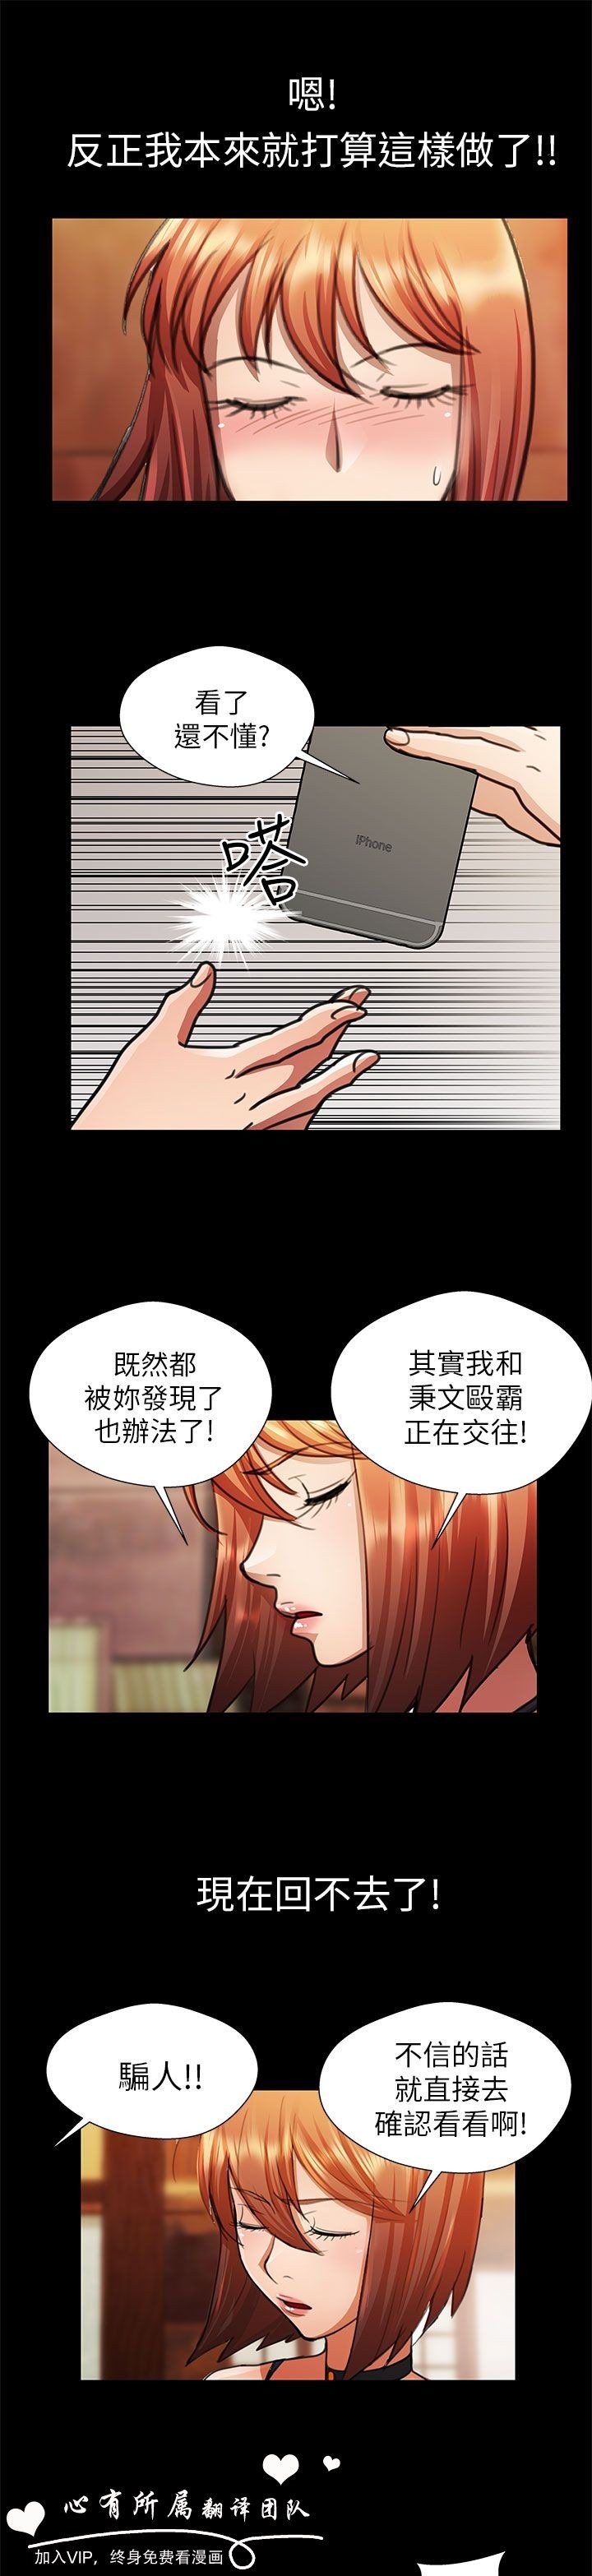 嗯!
反正我本來就打算這樣做了!!
看了
還不懂?
嗒
iPhone
既然都
被妳發現了
也辦法了!
其實我和
秉文毆霸
正在交往!
現在回不去了!
騙人!!
不信的話
就直接去
確認看看啊!
心有所属翻译团队
加入VIP，终身免费看漫画